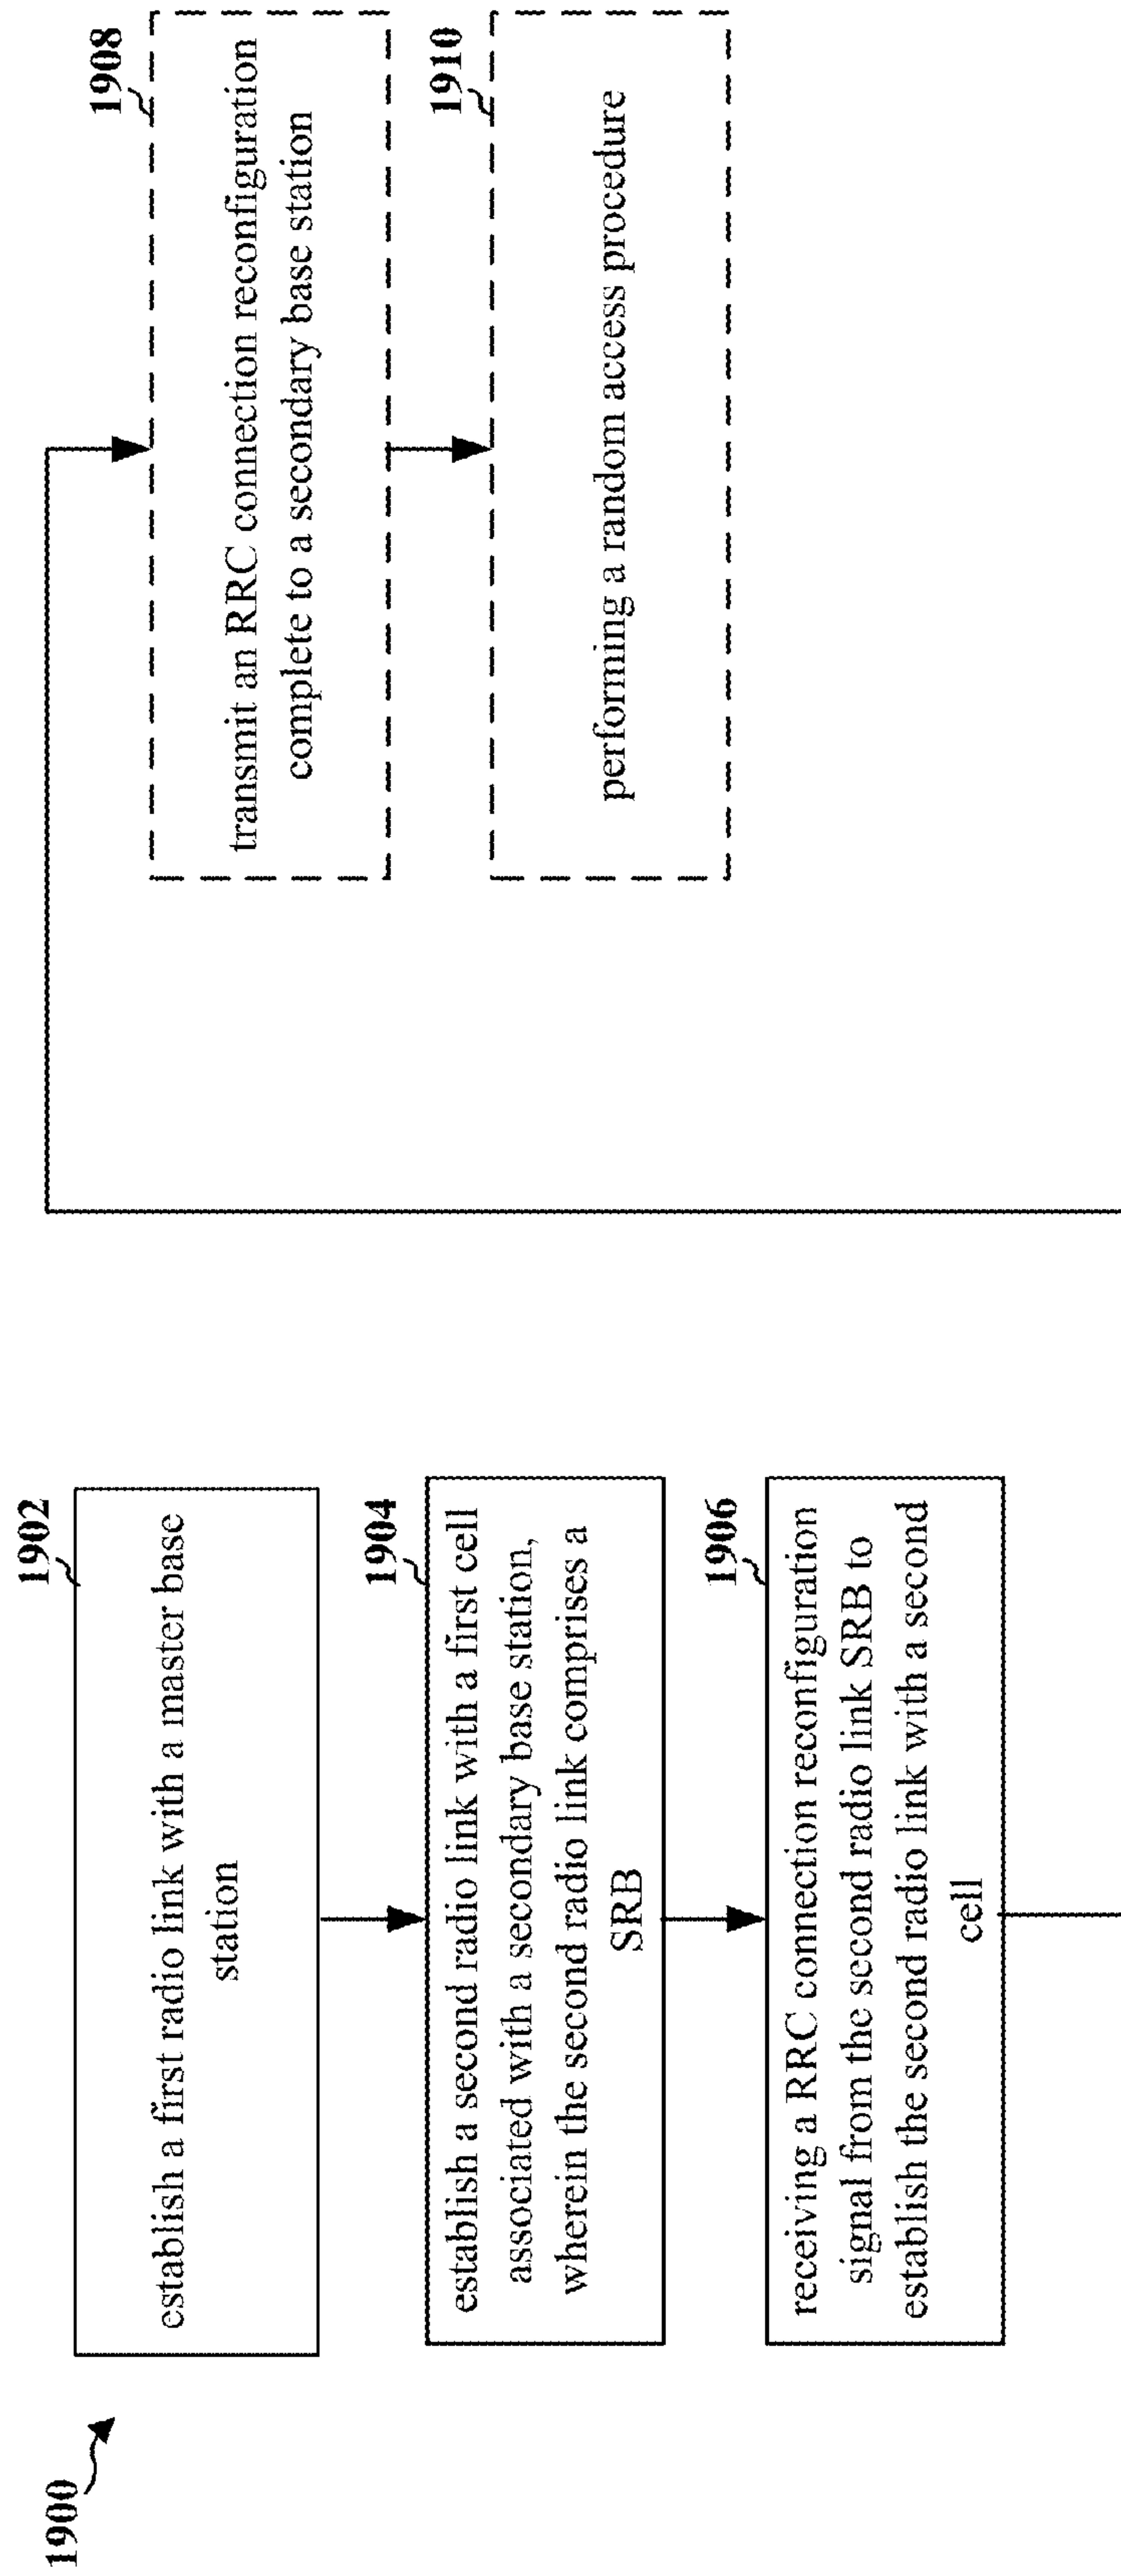 1900
1902
establish a first radio link with a master base
station
1904
establish a second radio link with a first cell
associated with a secondary base station,
wherein the second radio link comprises a
SRB
1906
receiving a RRC connection reconfiguration
signal from the second radio link SRB to
establish the second radio link with a second
cell
1908
transmit an RRC connection reconfiguration
complete to a secondary base station
1910
performing a random access procedure